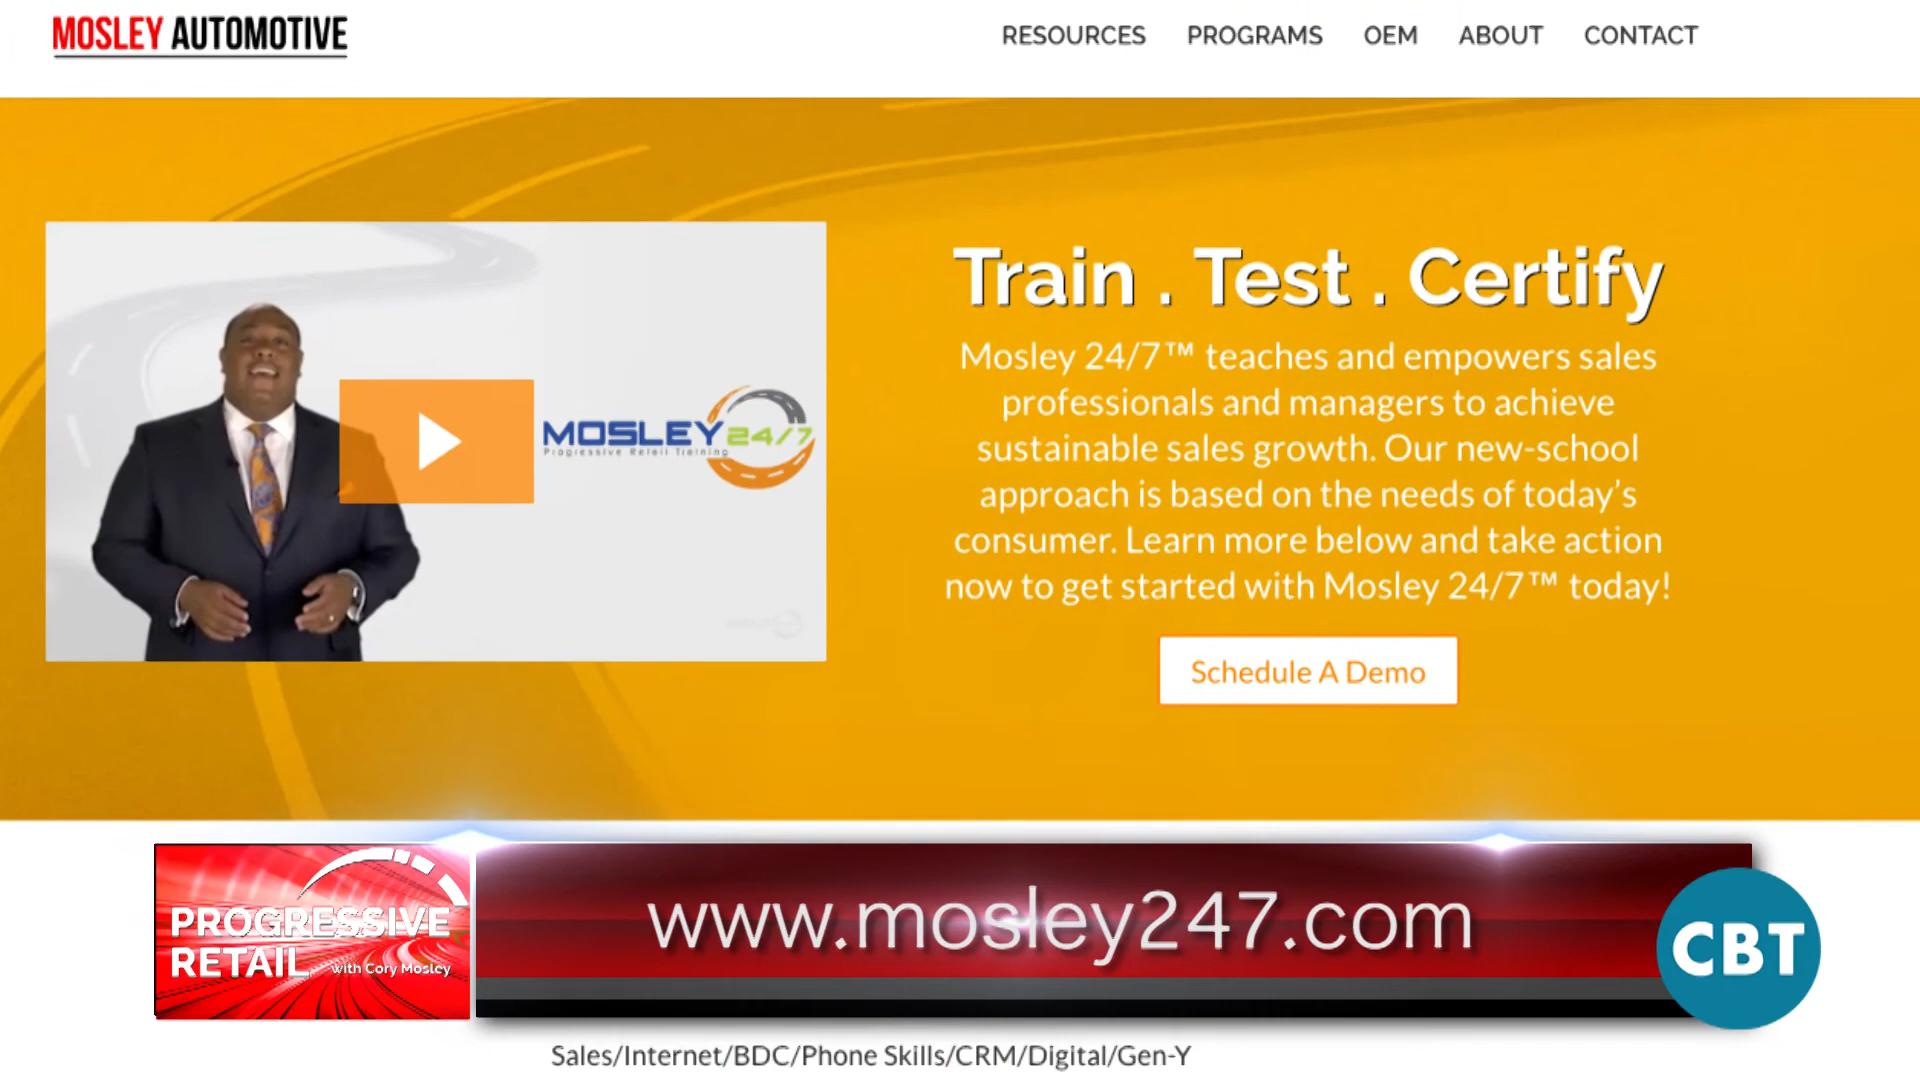 MOSLEY AUTOMOTIVE
RESOURCES PROGRAMS OEM ABOUT CONTACT
MOSLEY 24/7
Progressive Retail Training
Train . Test . Certify
Mosley 24/7™ teaches and empowers sales
professionals and managers to achieve
sustainable sales growth. Our new-school
approach is based on the needs of today’s
consumer. Learn more below and take action
now to get started with Mosley 24/7™ today!
Schedule A Demo
PROGRESSIVE
RETAIL with Cory Mosley
www.mosley247.com
CBT
Sales/Internet/BDC/Phone Skills/CRM/Digital/Gen-Y